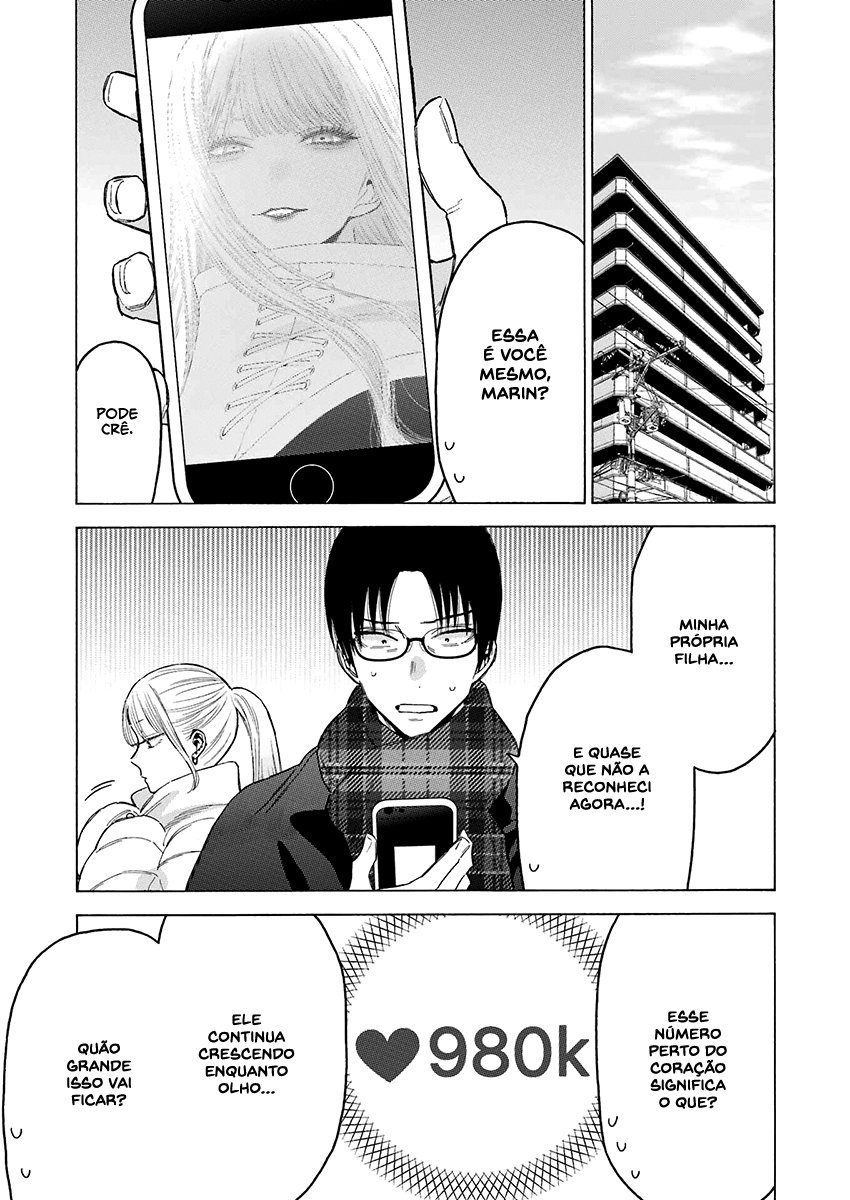 ESSA
É VOCÊ
MESMO,
MARIN?
PODE
CRÊ.
MINHA
PRÓPRIA
FILHA...
E QUASE
QUE NÃO A
RECONHECI
AGORA...!
ESSE
NÚMERO
PERTO DO
CORAÇÃO
SIGNIFICA
O QUE?
980k
ELE
CONTINUA
CRESCENDO
ENQUANTO
OLHO...
QUÃO
GRANDE
ISSO VAI
FICAR?